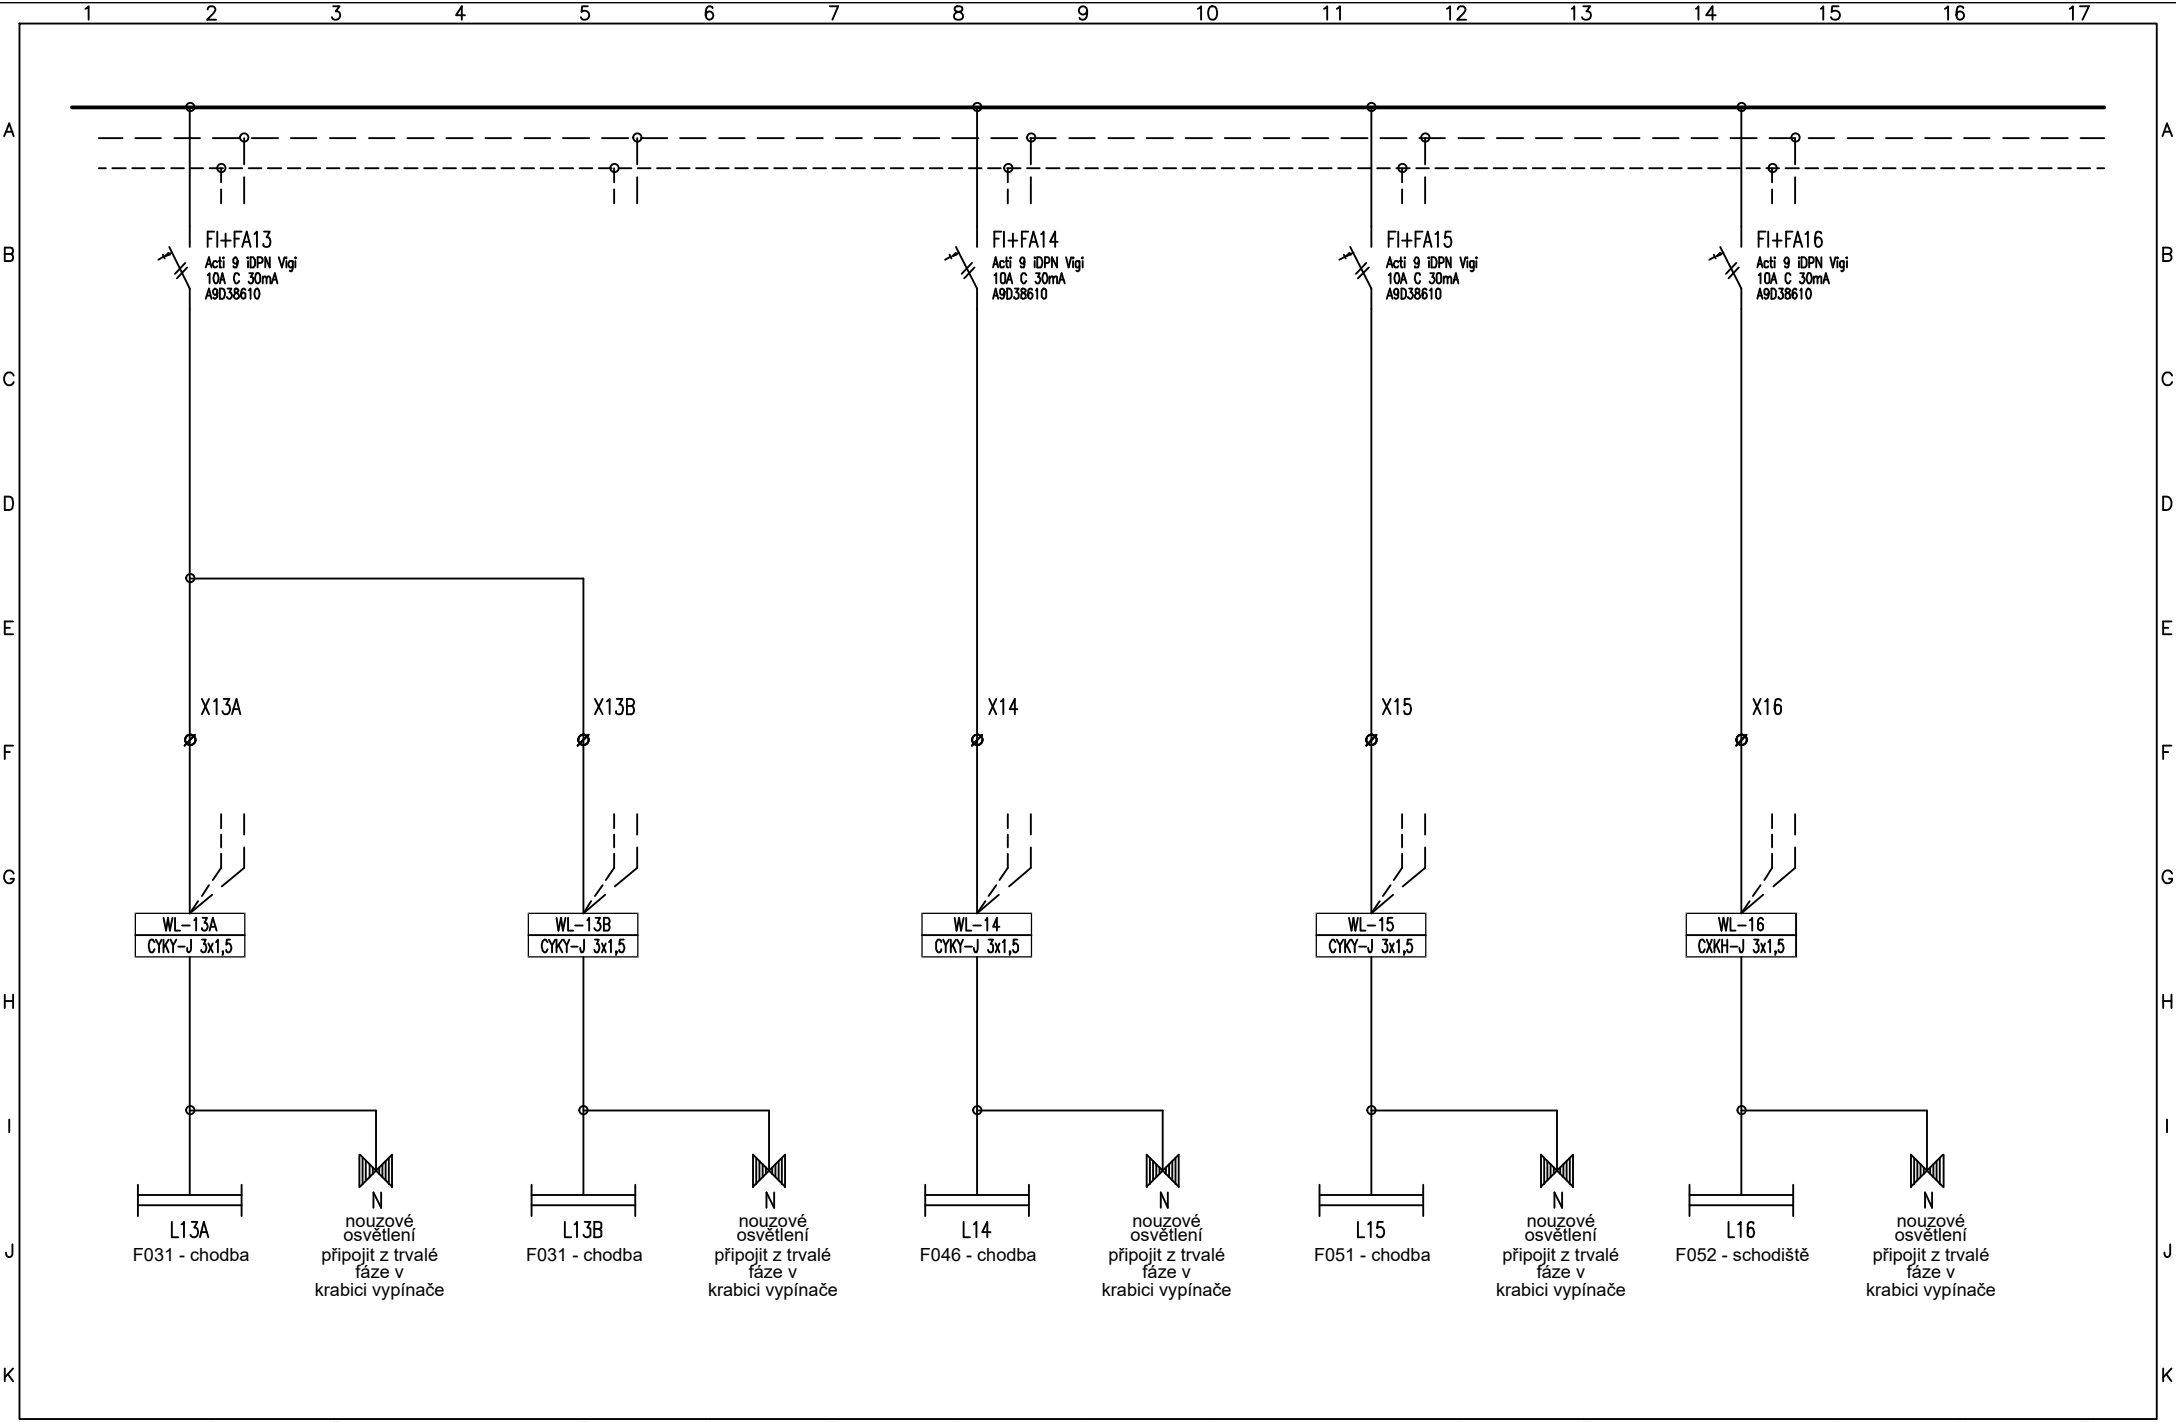 1 2 3 4 5 6 7 8 9 10 11 12 13 14 15 16 17
A A
B B
FI+FA13
Acti 9 iDPN Vigi
10A C 30mA
A9D38610
FI+FA14
Acti 9 iDPN Vigi
10A C 30mA
A9D38610
FI+FA15
Acti 9 iDPN Vigi
10A C 30mA
A9D38610
FI+FA16
Acti 9 iDPN Vigi
10A C 30mA
A9D38610
C C
D D
E E
X13A X13B X14 X15 X16
F F
G G
WL-13A
CYKY-J 3x1,5
WL-13B
CYKY-J 3x1,5
WL-14
CYKY-J 3x1,5
WL-15
CYKY-J 3x1,5
WL-16
CXKH-J 3x1,5
H H
I I
L13A
F031 - chodba
N
nouzové
osvětlení
připojit z trvalé
fáze v
krabici vypínače
L13B
F031 - chodba
N
nouzové
osvětlení
připojit z trvalé
fáze v
krabici vypínače
L14
F046 - chodba
N
nouzové
osvětlení
připojit z trvalé
fáze v
krabici vypínače
L15
F051 - chodba
N
nouzové
osvětlení
připojit z trvalé
fáze v
krabici vypínače
L16
F052 - schodiště
N
nouzové
osvětlení
připojit z trvalé
fáze v
krabici vypínače
J J
K K